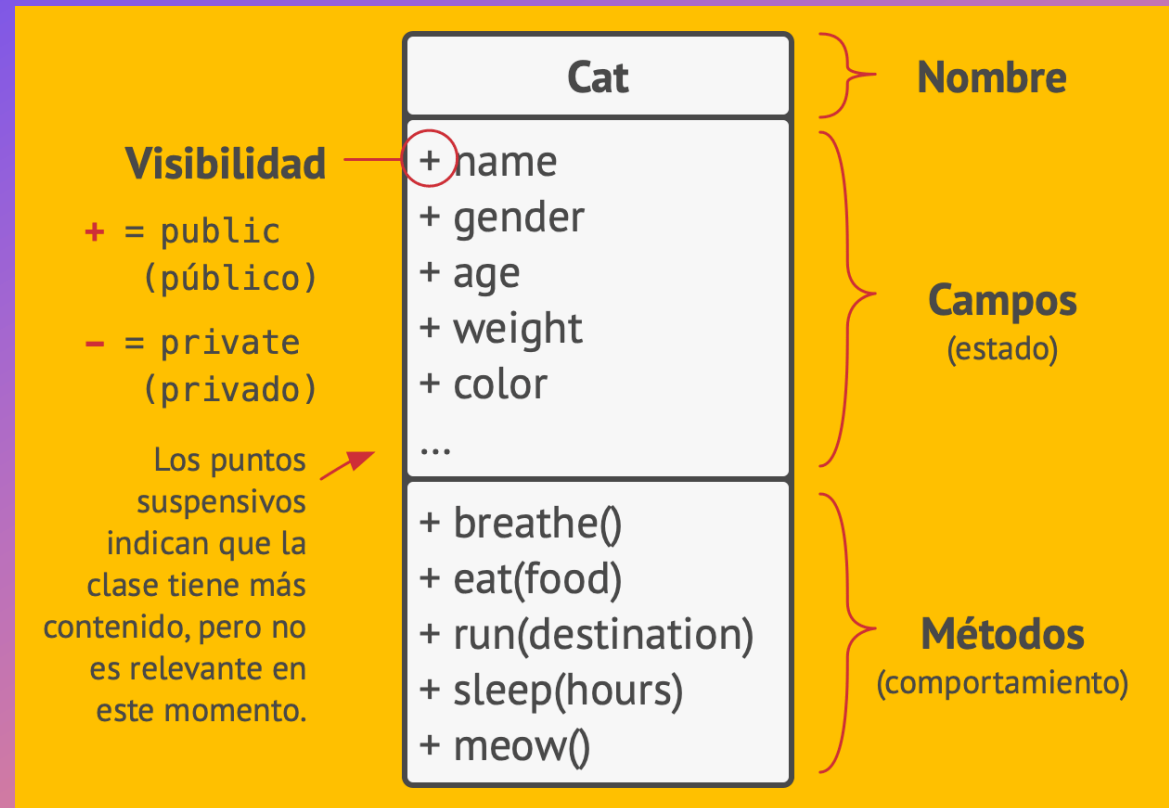 Cat
Nombre
Visibilidad
+ = public
(público)
− = private
(privado)
Los puntos
suspensivos
indican que la
clase tiene más
contenido, pero no
es relevante en
este momento.
+ name
+ gender
+ age
+ weight
+ color
...
Campos
(estado)
+ breathe()
+ eat(food)
+ run(destination)
+ sleep(hours)
+ meow()
Métodos
(comportamiento)